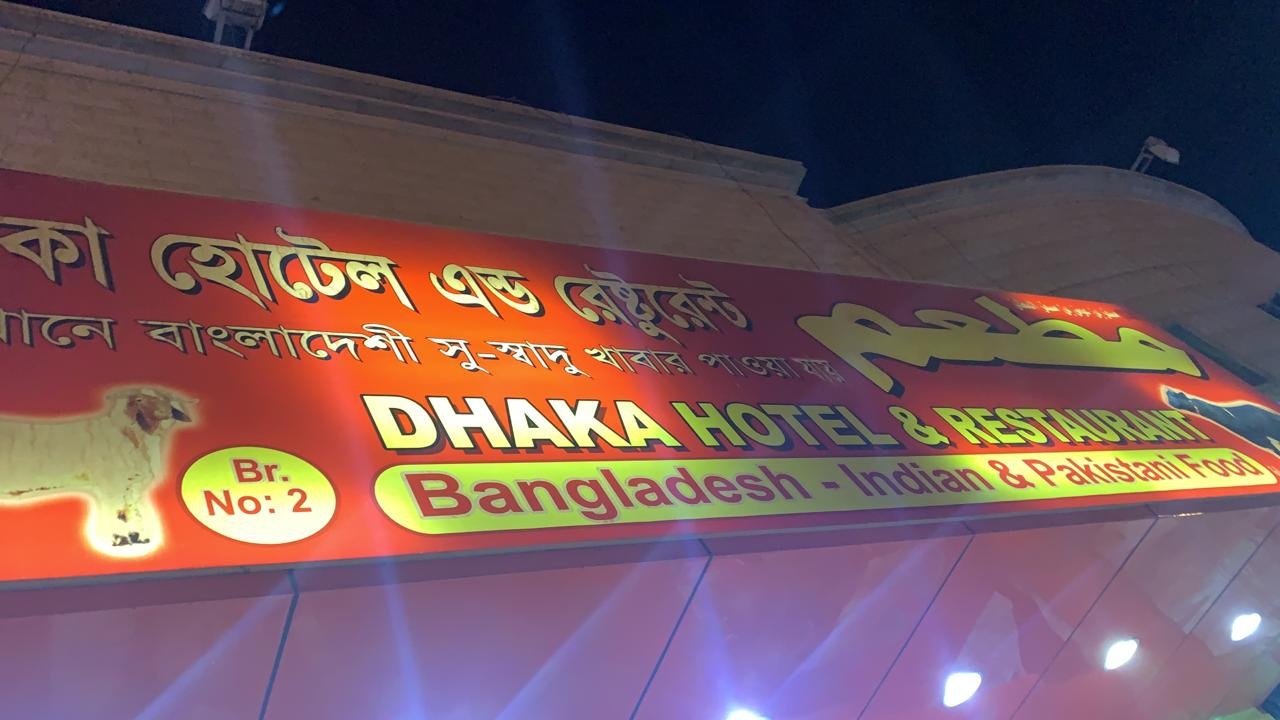 কা হোটেল এন্ড রেষ্টুরেন্ট
খানে বাংলাদেশী সু-স্বাদু খাবার পাওয়া যায়
مطعم
DHAKA HOTEL & RESTAURANT
Br.
No: 2
Bangladesh - Indian & Pakistani Food